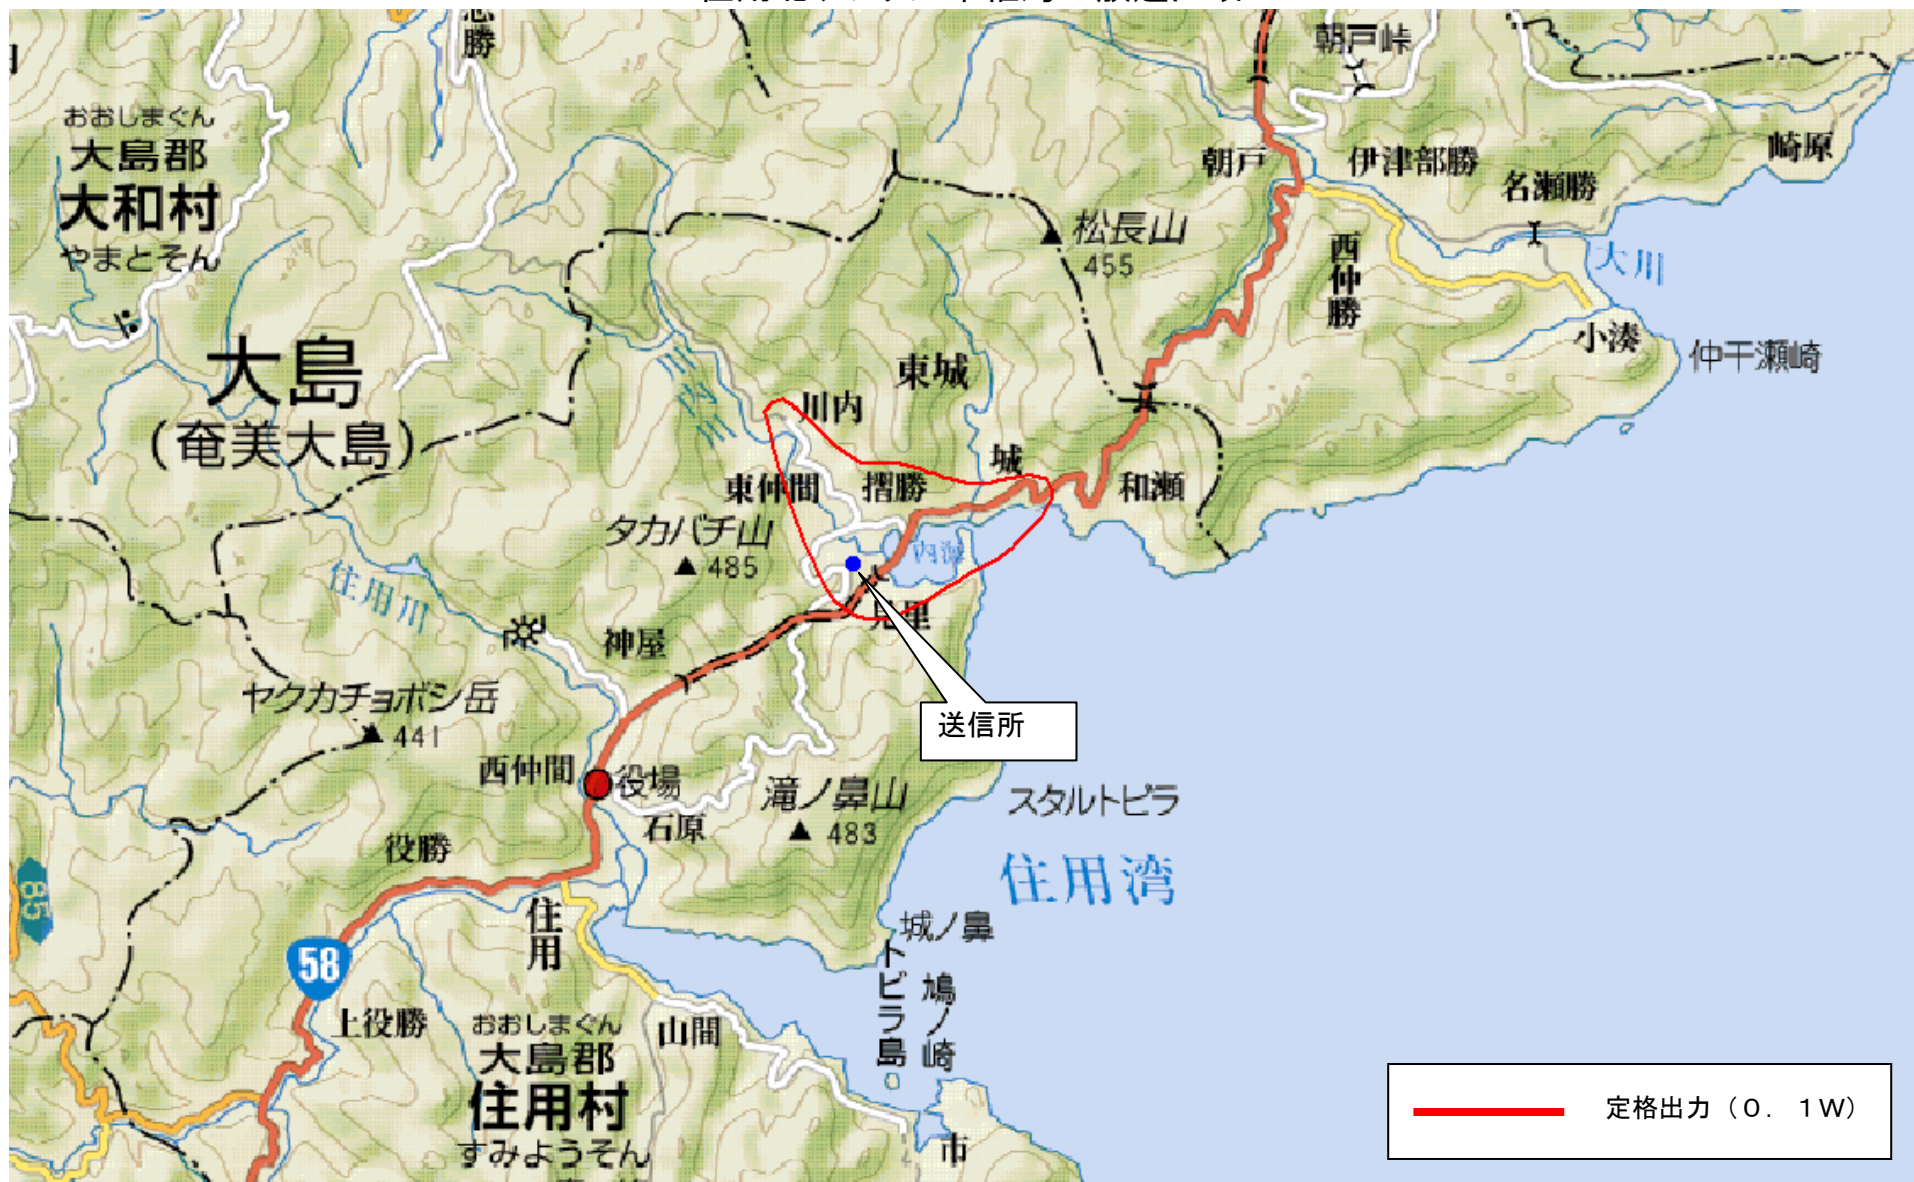 朝戸峠
おおしまぐん
大島郡
大和村
やまとそん
朝戸
伊津部勝
名瀬勝
崎原
松長山
455
西仲勝
大川
小湊
仲干瀬崎
大島
(奄美大島)
川内川
東城
川内
城
東仲間
摺勝
和瀬
タカバチ山
485
内海
住用川
見里
神屋
ヤクカチョボシ岳
441
送信所
西仲間
役場
滝ノ鼻山
483
スタルトピラ
石原
役勝
住用湾
85
住用
城ノ鼻
トビラ島
鳩ノ崎
58
上役勝
おおしまぐん
大島郡
住用村
すみようそん
山間
市
定格出力（０．１Ｗ）